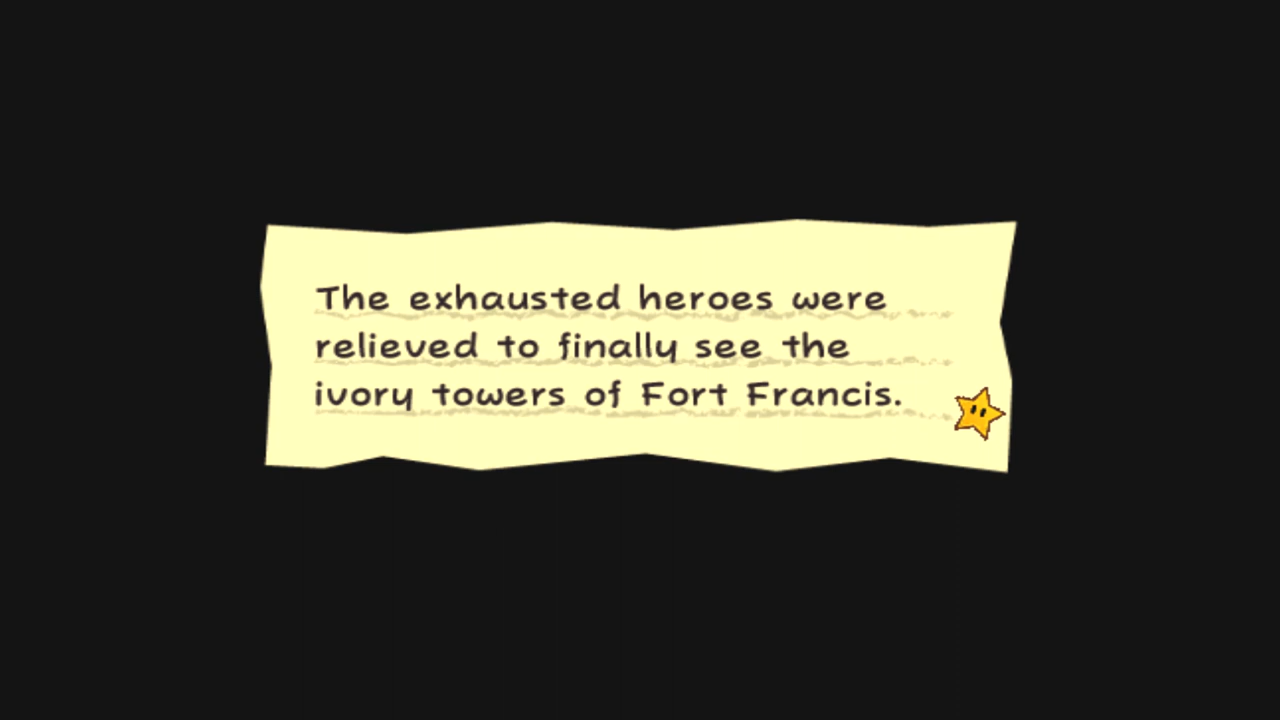 The exhausted heroes were
relieved to finally see the
ivory towers of Fort Francis.